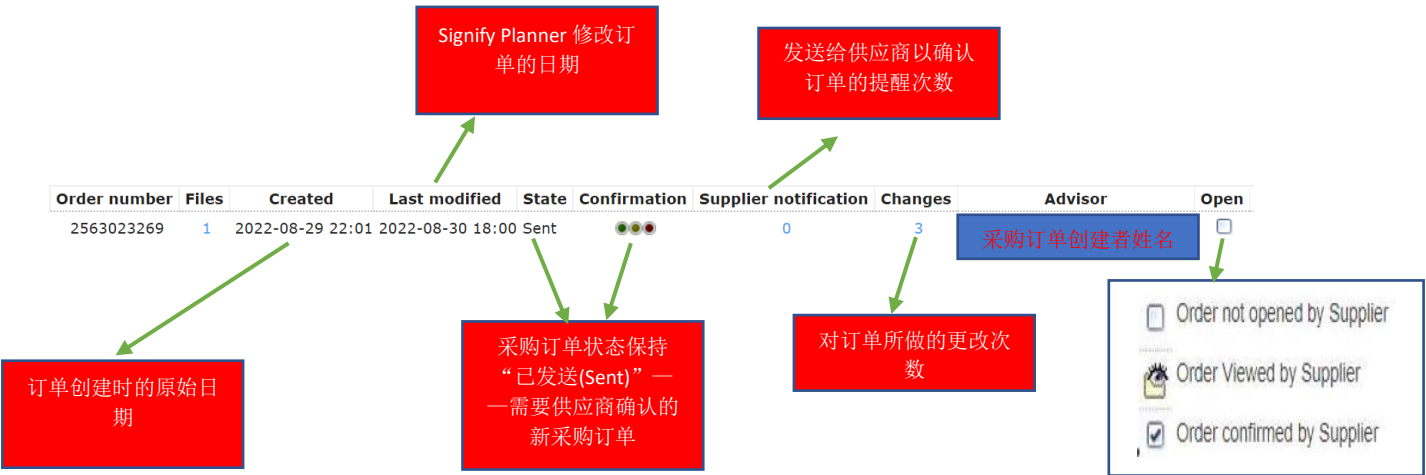 Signify Planner 修改订
单的日期
发送给供应商以确认
订单的提醒次数
Order number Files Created Last modified State Confirmation Supplier notification Changes Advisor Open
2563023269 1 2022-08-29 22:01 2022-08-30 18:00 Sent 0 3 采购订单创建者姓名
订单创建时的原始日
期
采购订单状态保持
“已发送(Sent)”—
—需要供应商确认的
新采购订单
对订单所做的更改次
数
Order not opened by Supplier
Order Viewed by Supplier
Order confirmed by Supplier